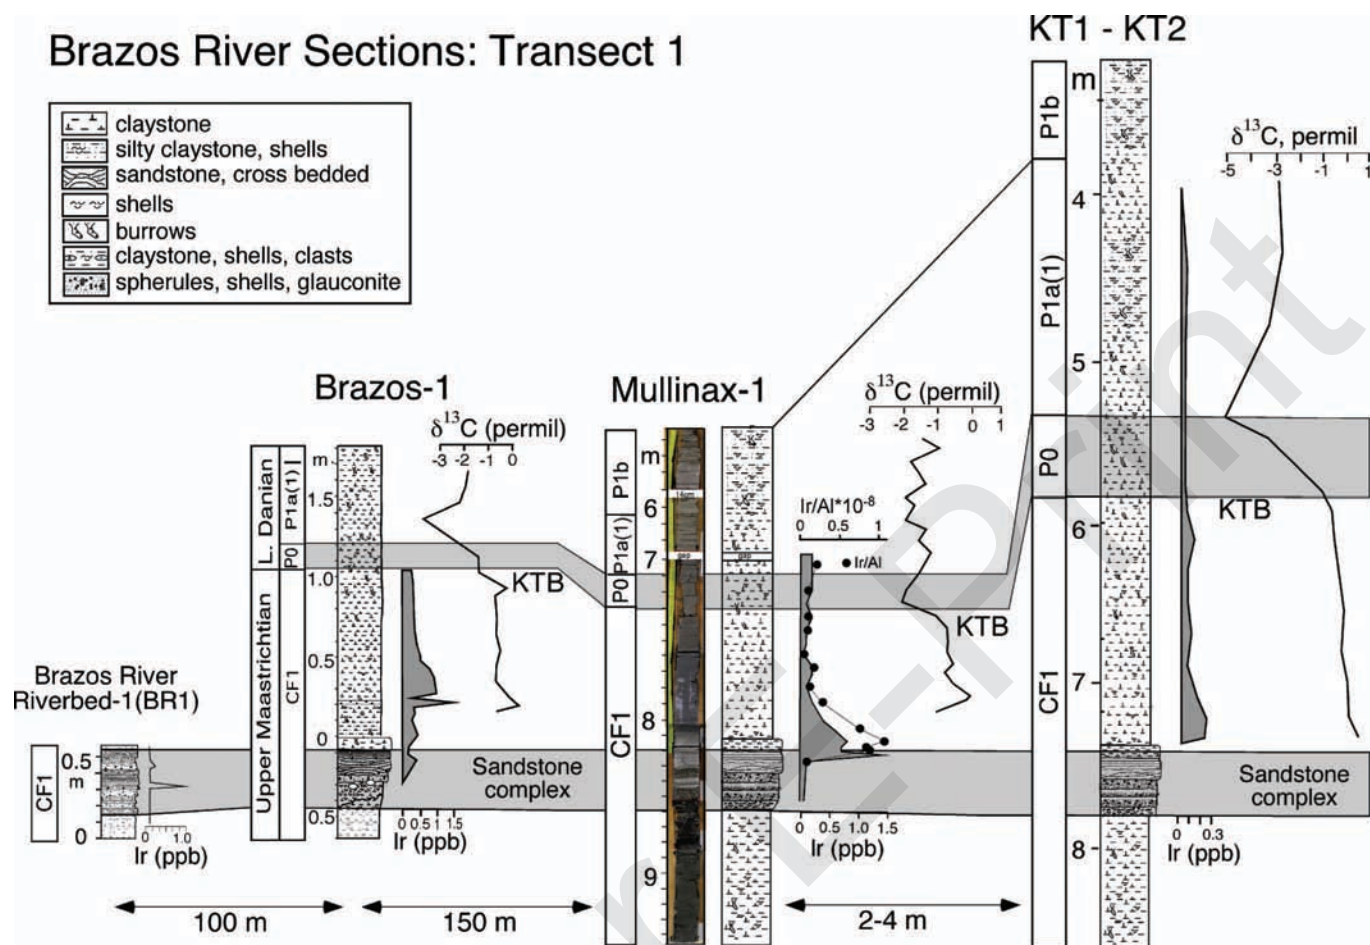 Brazos River Sections: Transect 1
claystone
silty claystone, shells
sandstone, cross bedded
shells
burrows
claystone, shells, clasts
spherules, shells, glauconite
KT1 - KT2
m
P1b
P1a(1)
P0
CF1
4
5
6
7
8
δ13C, permil
-5 -3 -1 1
KTB
Sandstone complex
0 0.3
Ir (ppb)
Brazos-1
δ13C (permil)
-3 -2 -1 0
L. Danian
Upper Maastrichtian
P1a(1)
P0
CF1
m
1.5
1.0
0.5
0
0.5
KTB
Sandstone
complex
0 0.5 1 1.5
Ir (ppb)
Mullinax-1
P1b
P1a(1)
P0
CF1
m
6
7
8
9
gap
gap
δ13C (permil)
-3 -2 -1 0 1
Ir/Al*10-8
0 0.5 1
Ir/Al
KTB
0 0.5 1.0 1.5
Ir (ppb)
Brazos River
Riverbed-1(BR1)
CF1
0.5
m
0
1.0
Ir (ppb)
100 m
150 m
2-4 m
E-Print